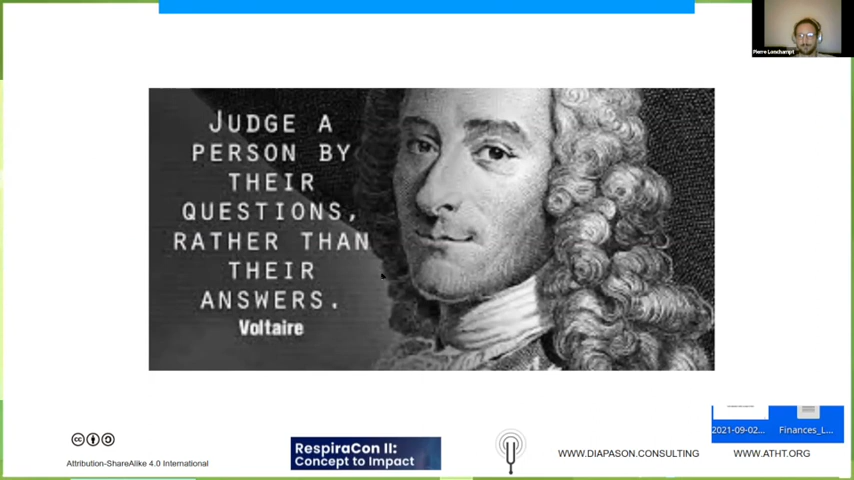 Pierre Lonchampt
JUDGE A
PERSON BY
THEIR
QUESTIONS,
RATHER THAN
THEIR
ANSWERS.
Voltaire
2021-09-02...
Finances_L...
cc
Attribution-ShareAlike 4.0 International
RespiraCon II:
Concept to Impact
WWW.DIAPASON.CONSULTING
WWW.ATHT.ORG